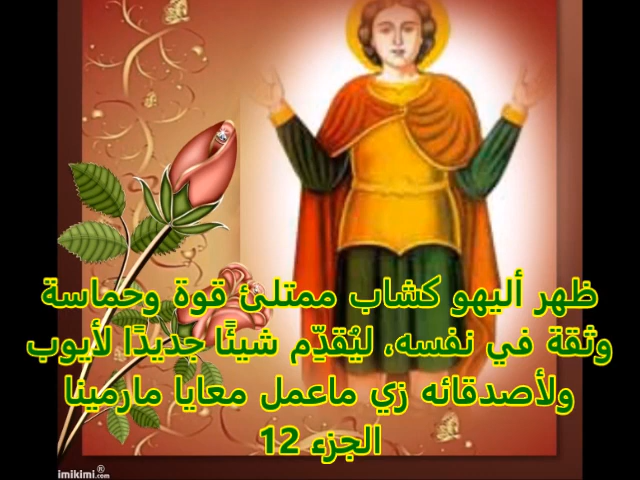 ظهر أليهو كشاب ممتلئ قوة وحماسة
وثقة في نفسه، ليُقدِّم شيئًا جديدًا لأيوب
ولأصدقائه زي ماعمل معايا مارمينا
الجزء 12
imikimi.com®